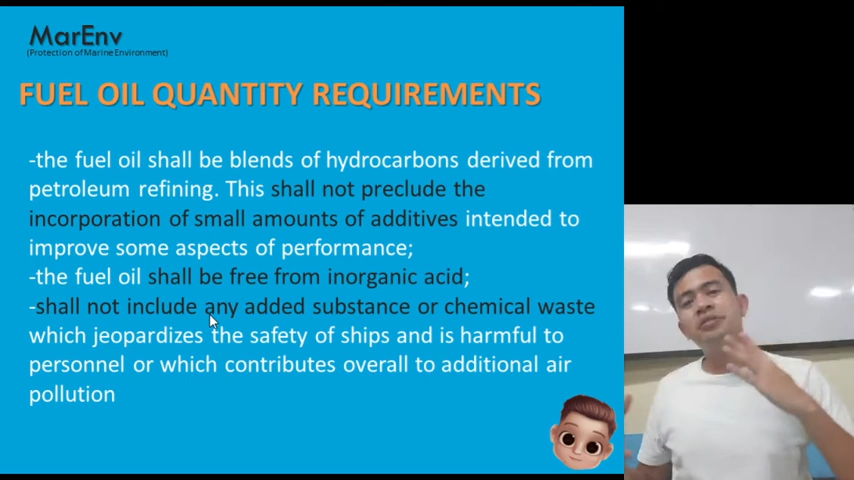 MarEnv
(Protection of Marine Environment)
FUEL OIL QUANTITY REQUIREMENTS
-the fuel oil shall be blends of hydrocarbons derived from
petroleum refining. This shall not preclude the
incorporation of small amounts of additives intended to
improve some aspects of performance;
-the fuel oil shall be free from inorganic acid;
-shall not include any added substance or chemical waste
which jeopardizes the safety of ships and is harmful to
personnel or which contributes overall to additional air
pollution